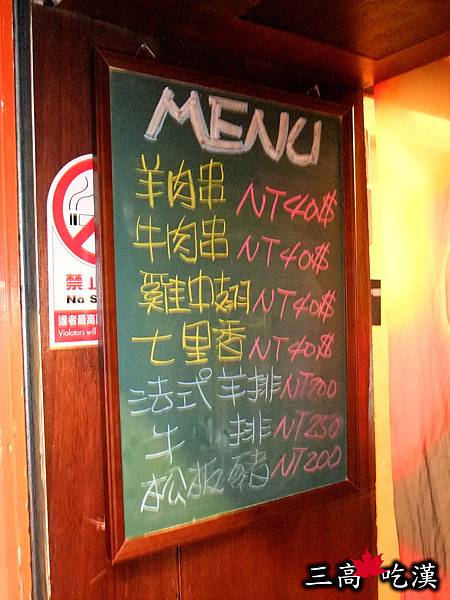 MENU
羊肉串 NT40$
牛肉串 NT40$
雞中翅 NT40$
七里香 NT40$
法式羊排 NT200
牛 排 NT250
松板豬 NT200
禁止
No S
違者最高
Violators will
三高 吃漢